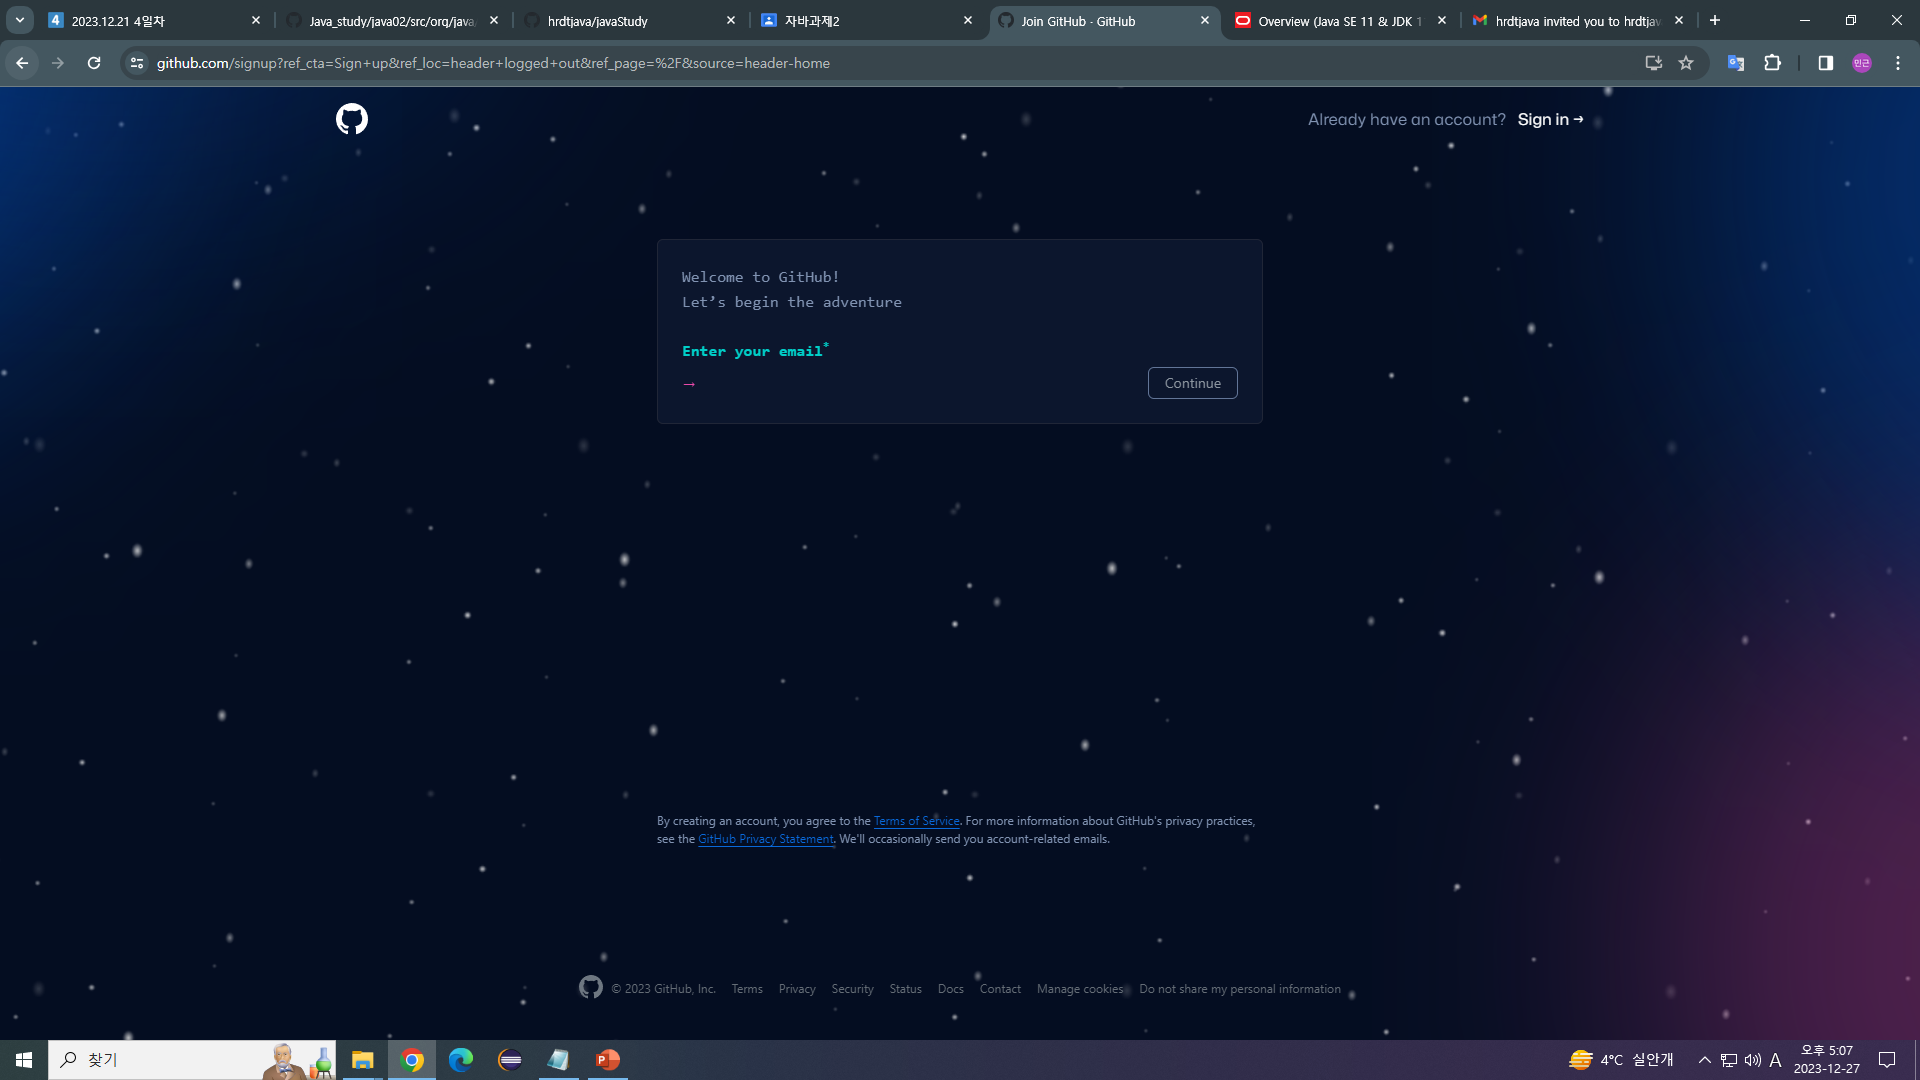 2023.12.21 4일차
Java_study/java02/src/org/java
hrdtjava/javaStudy
자바과제2
Join GitHub · GitHub
Overview (Java SE 11 & JDK 1
hrdtjava invited you to hrdtjav
github.com/signup?ref_cta=Sign+up&ref_loc=header+logged+out&ref_page=%2F&source=header-home
민근
Already have an account? Sign in →
Welcome to GitHub!
Let’s begin the adventure
Enter your email*
→
Continue
By creating an account, you agree to the Terms of Service. For more information about GitHub's privacy practices,
see the GitHub Privacy Statement. We'll occasionally send you account-related emails.
© 2023 GitHub, Inc. Terms Privacy Security Status Docs Contact Manage cookies Do not share my personal information
찾기
4°C 실안개
A
오후 5:07
2023-12-27